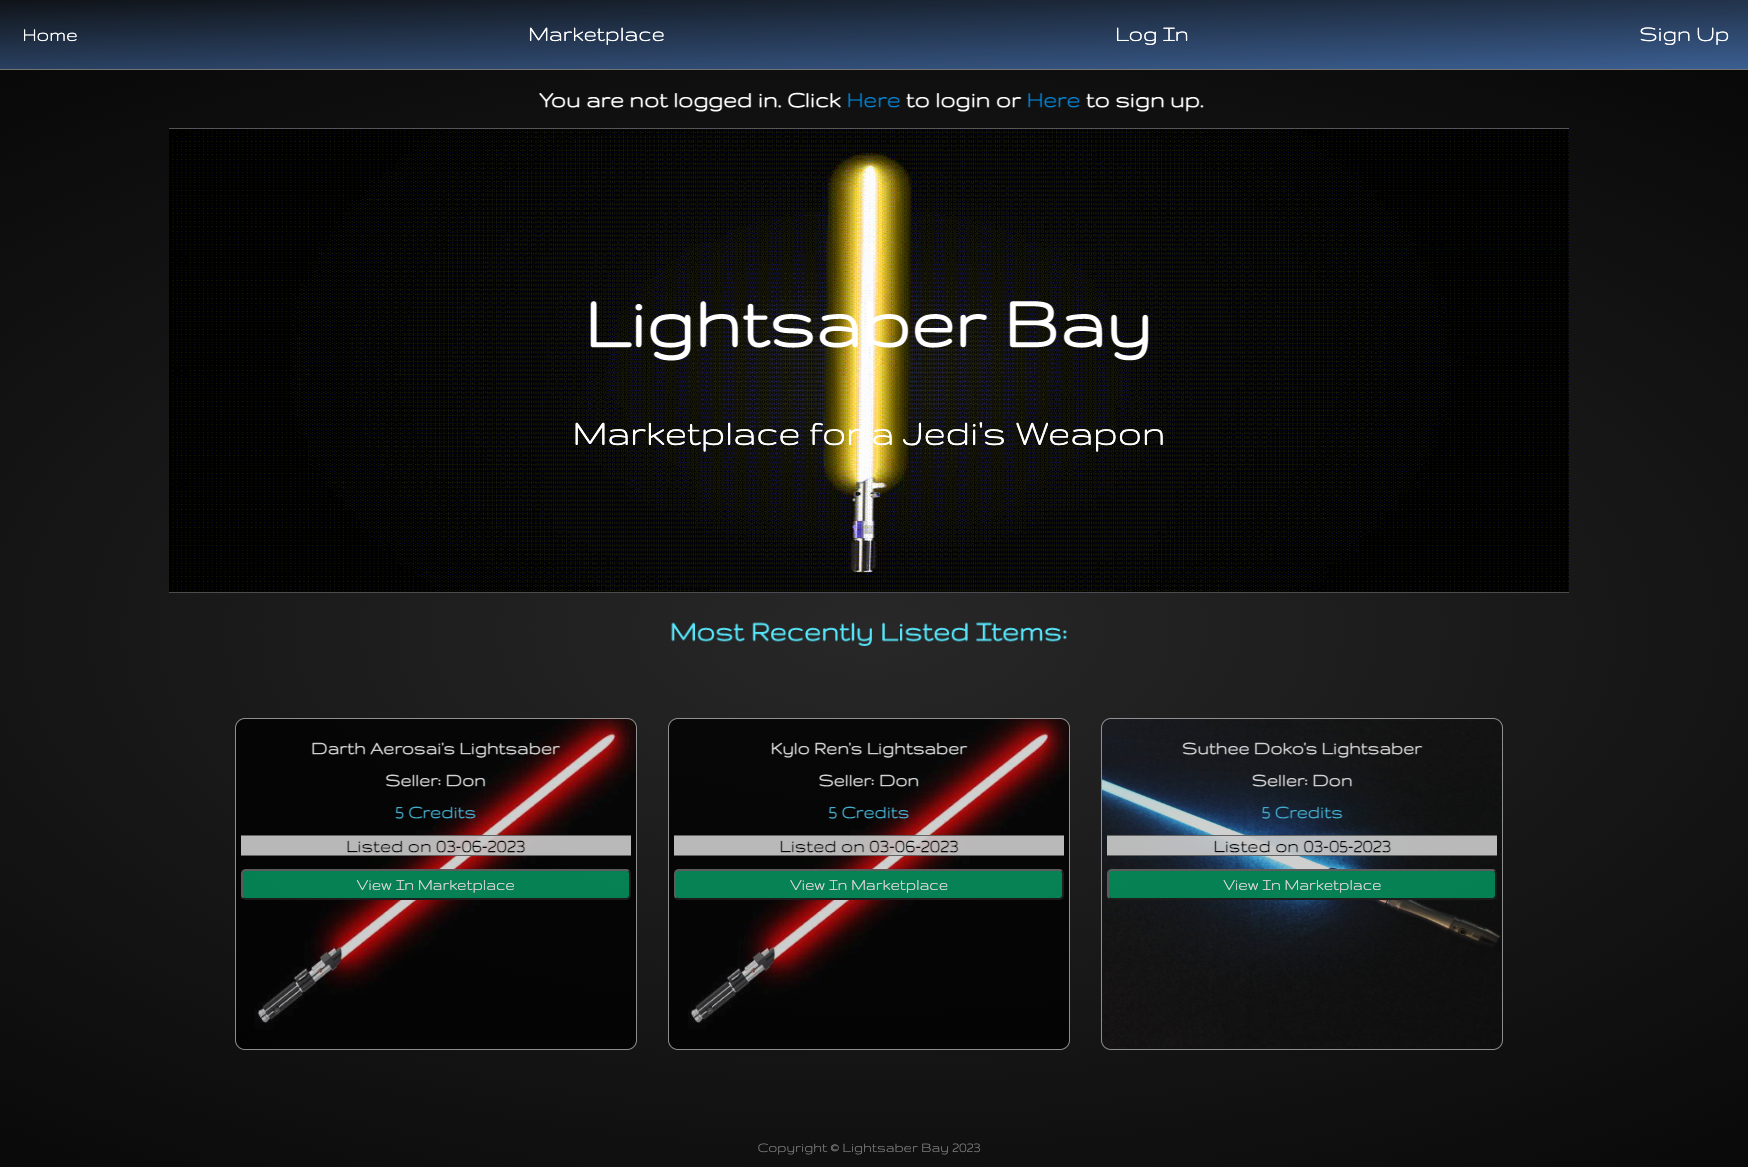 Home
Marketplace
Log In
Sign Up
You are not logged in. Click Here to login or Here to sign up.
Lightsaber Bay
Marketplace for a Jedi's Weapon
Most Recently Listed Items:
Darth Aerosai's Lightsaber
Seller: Don
5 Credits
Listed on 03-06-2023
View In Marketplace
Kylo Ren's Lightsaber
Seller: Don
5 Credits
Listed on 03-06-2023
View In Marketplace
Suthee Doko's Lightsaber
Seller: Don
5 Credits
Listed on 03-05-2023
View In Marketplace
Copyright © Lightsaber Bay 2023